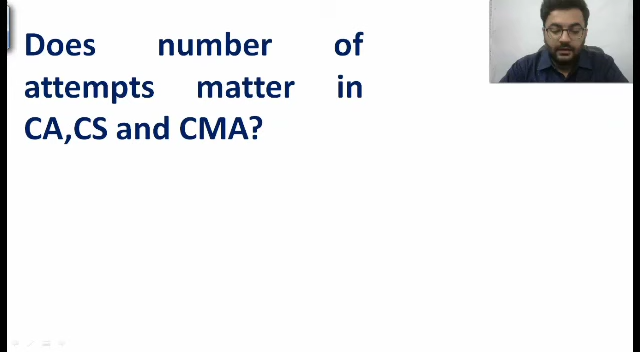 Does number of
attempts matter in
CA,CS and CMA?